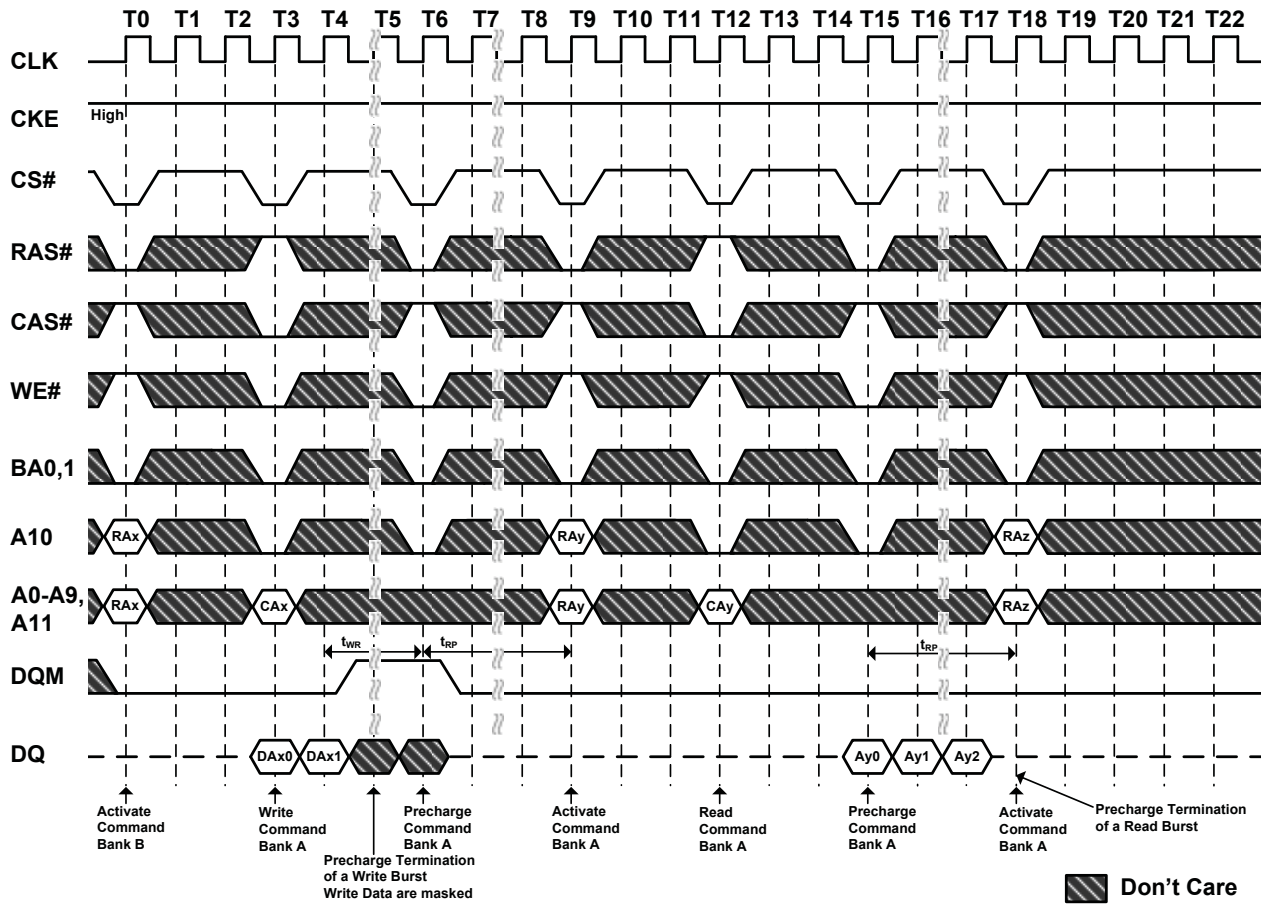 T0 T1 T2 T3 T4 T5 T6 T7 T8 T9 T10 T11 T12 T13 T14 T15 T16 T17 T18 T19 T20 T21 T22
CLK
CKE
High
CS#
RAS#
CAS#
WE#
BA0,1
A10
RAx RAy RAz
A0-A9,
A11
RAx CAx RAy CAy RAz
tWR tRP tRP
DQM
DQ
DAx0 DAx1 Ay0 Ay1 Ay2
Activate
Command
Bank B
Write
Command
Bank A
Precharge Termination
of a Write Burst
Write Data are masked
Precharge
Command
Bank A
Activate
Command
Bank A
Read
Command
Bank A
Precharge
Command
Bank A
Activate
Command
Bank A
Precharge Termination
of a Read Burst
Don't Care